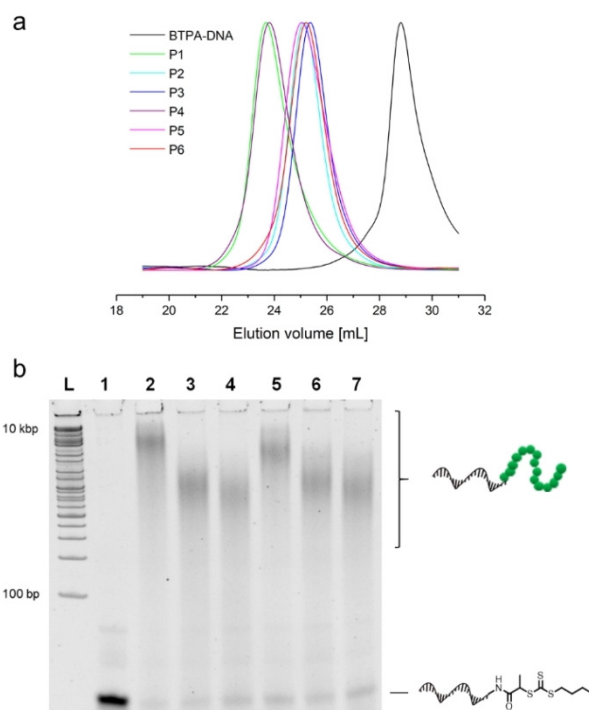 a
BTPA-DNA
P1
P2
P3
P4
P5
P6
18 20 22 24 26 28 30 32
Elution volume [mL]
b
L 1 2 3 4 5 6 7
10 kbp
100 bp
H
N
O
S
S
S